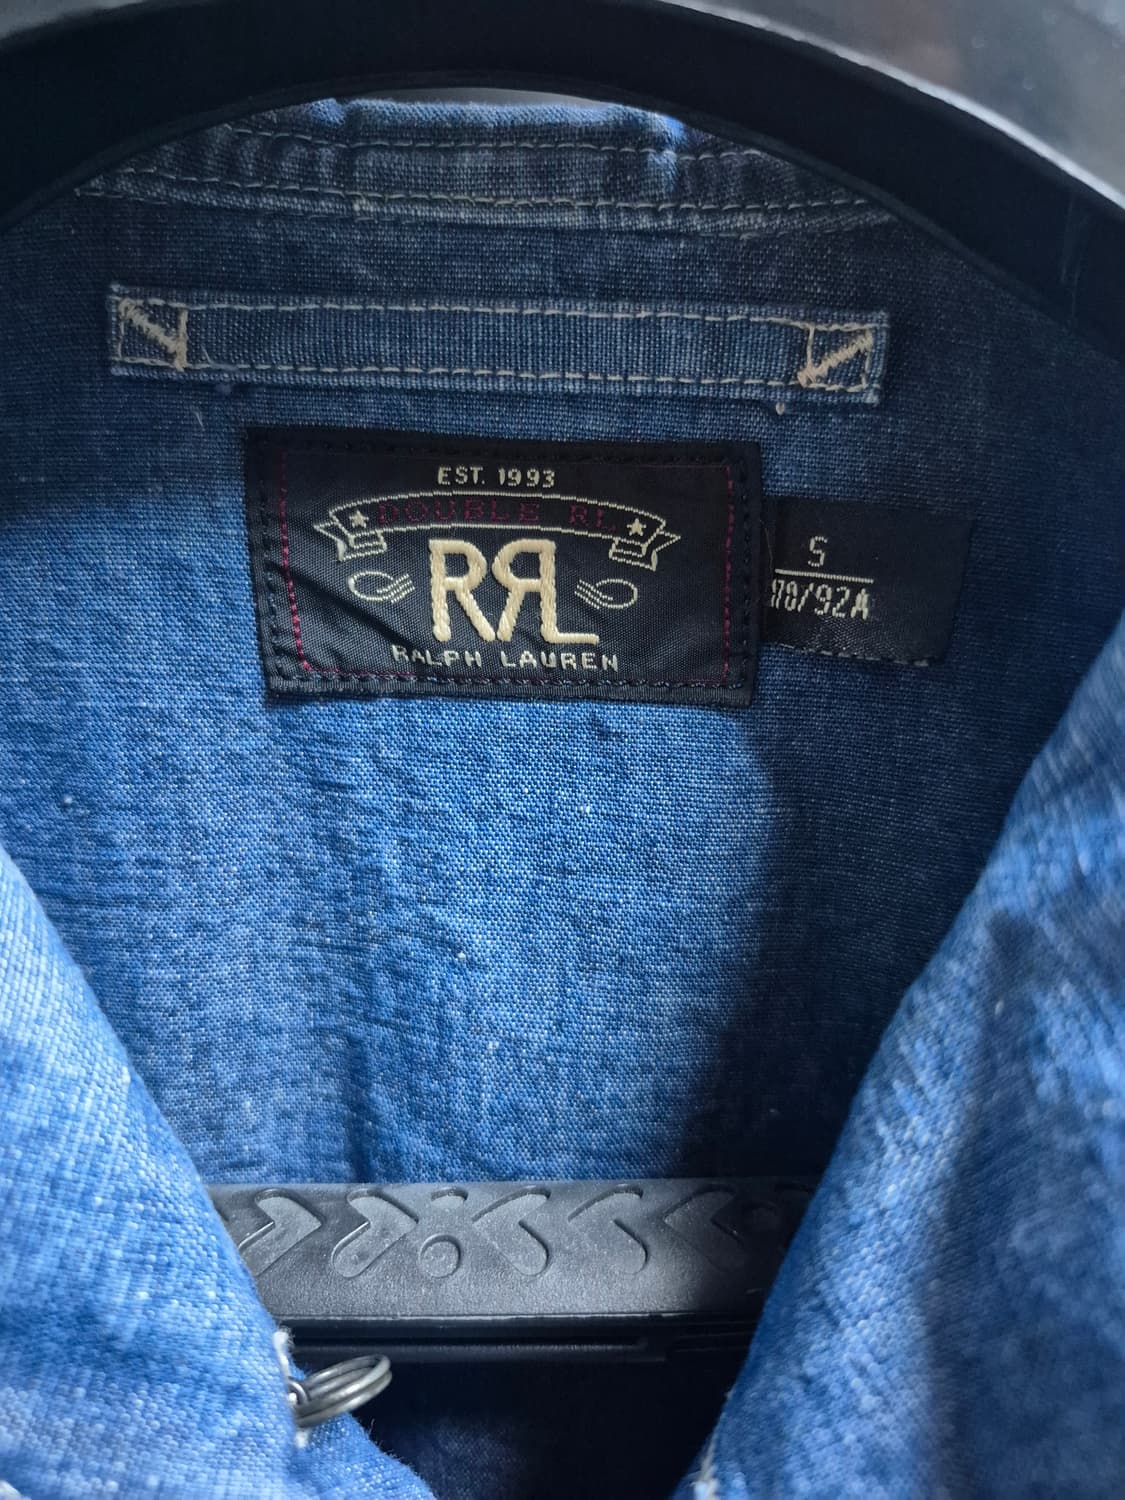 EST. 1993
DOUBLE RL
RRL
RALPH LAUREN
S
170/92A